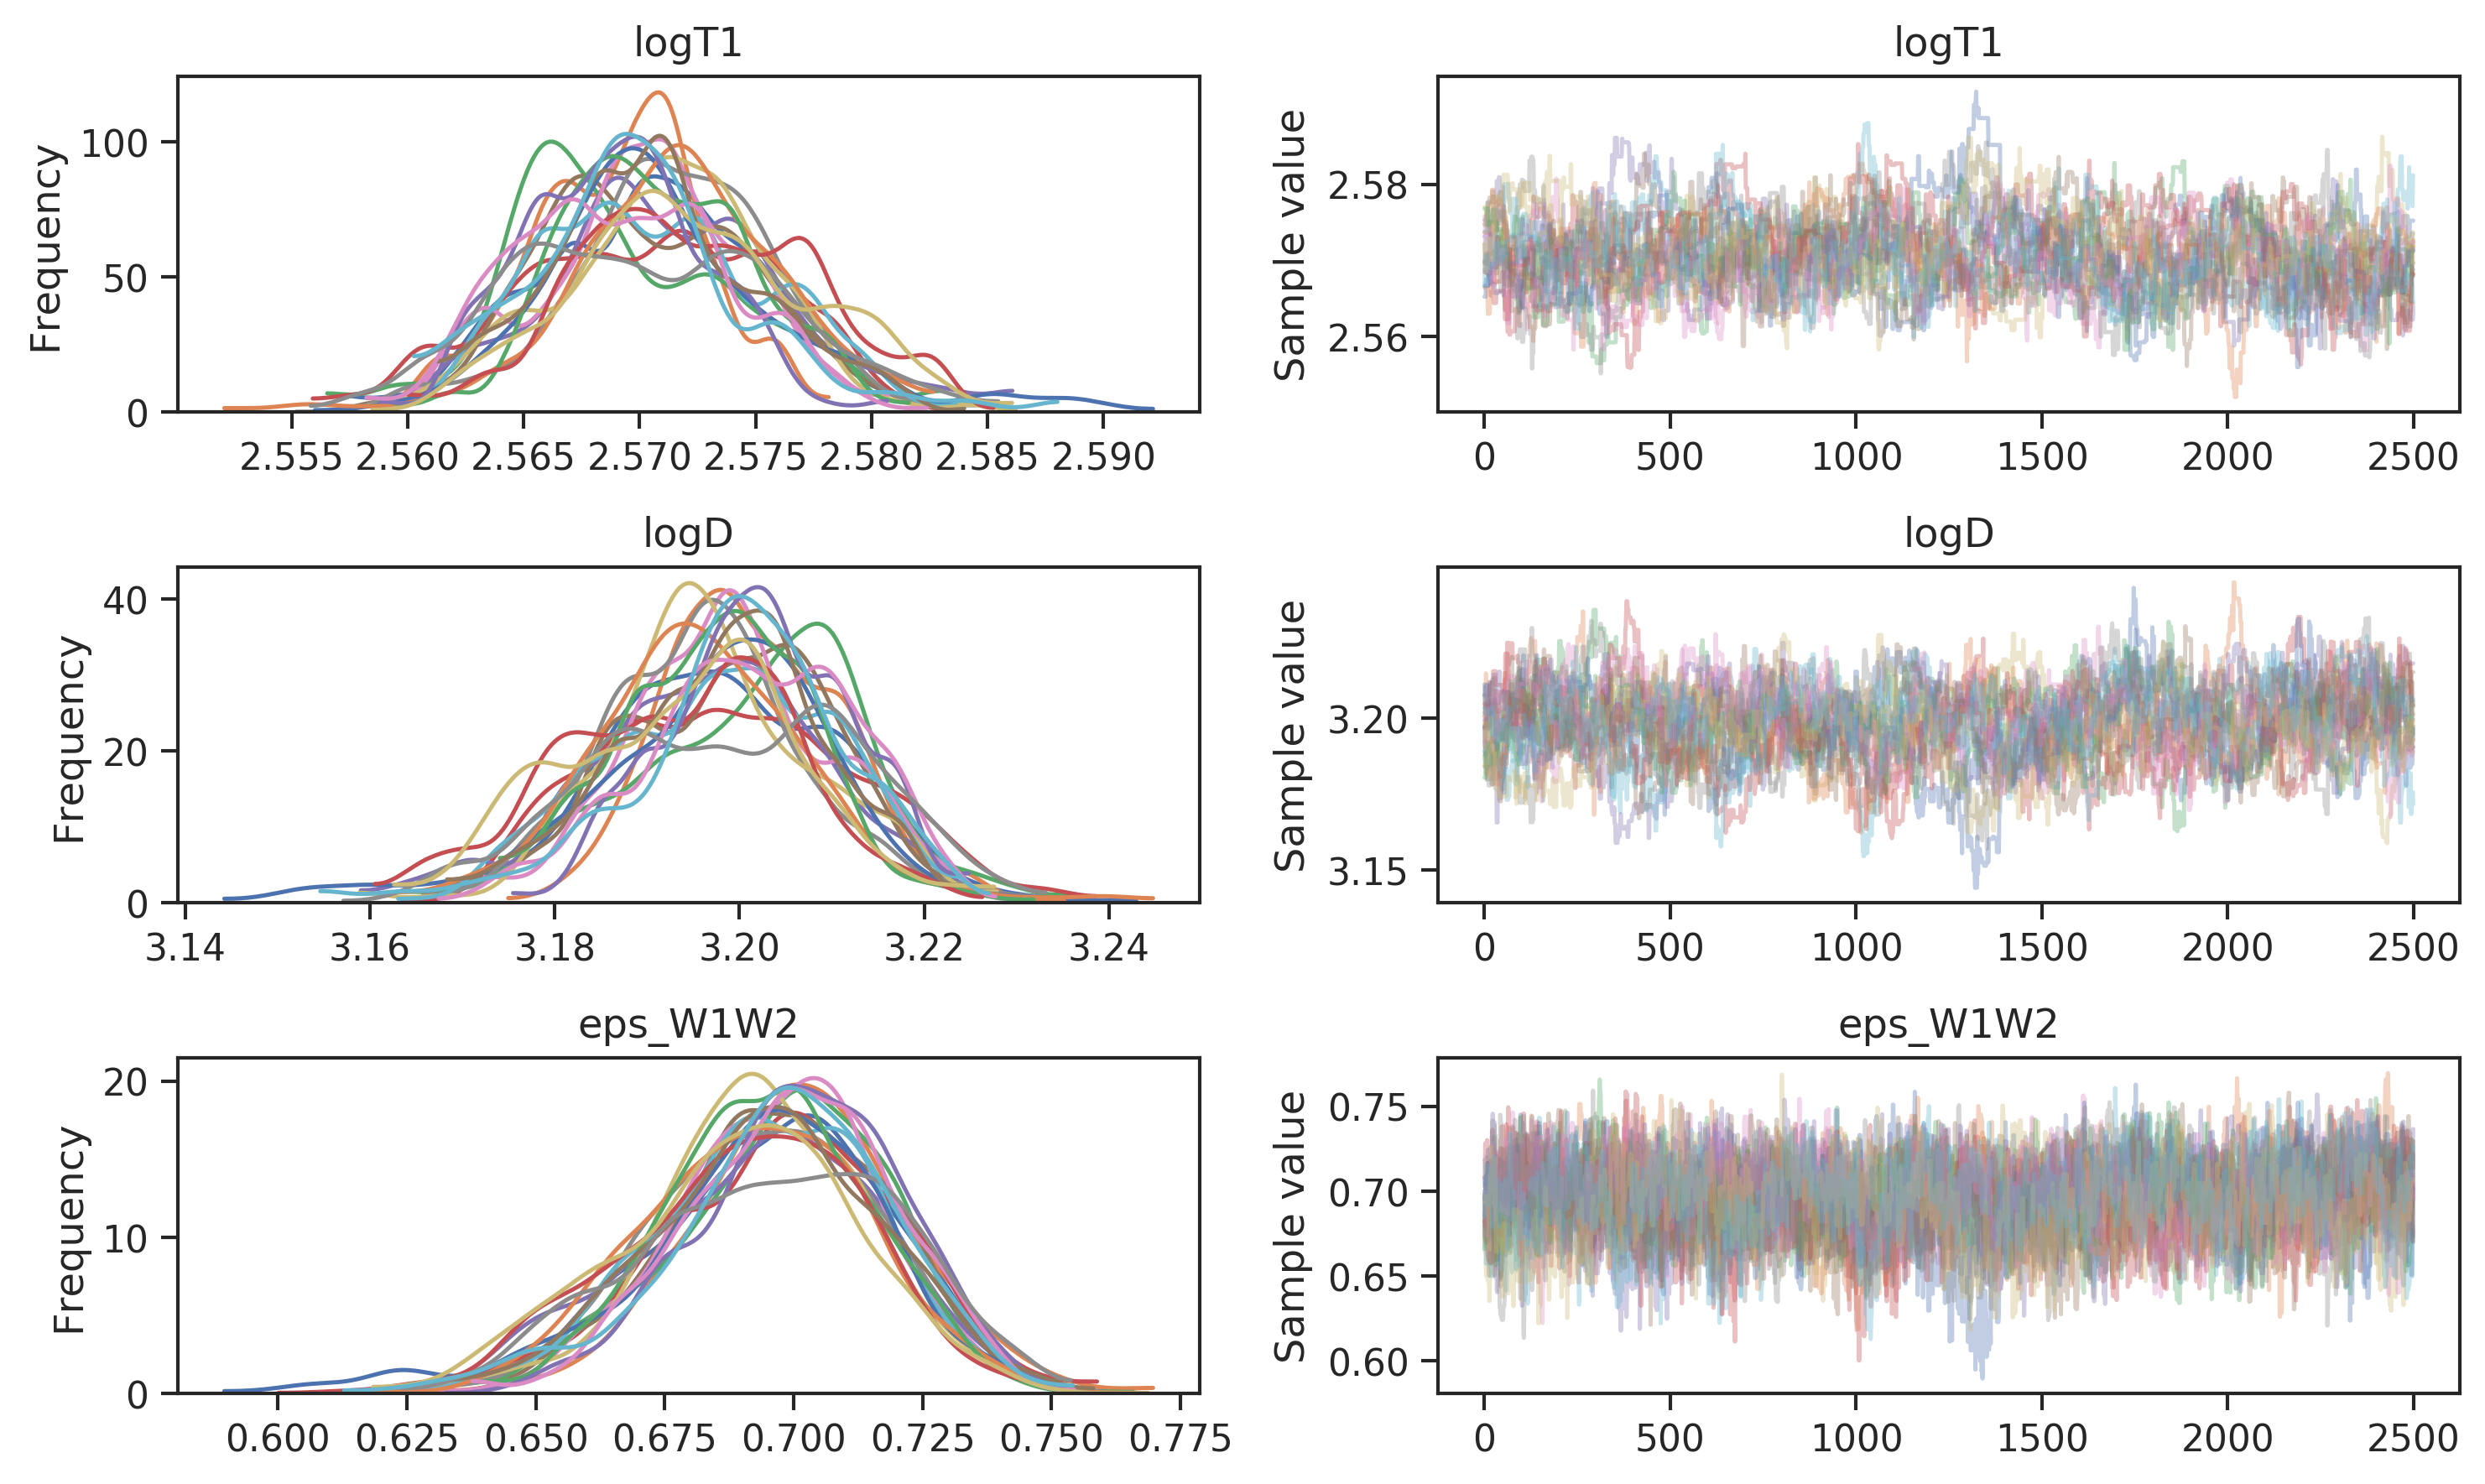 logT1
logT1
Frequency
100
50
0
2.555 2.560 2.565 2.570 2.575 2.580 2.585 2.590
Sample value
2.58
2.56
0 500 1000 1500 2000 2500
logD
logD
Frequency
40
20
0
3.14 3.16 3.18 3.20 3.22 3.24
Sample value
3.20
3.15
0 500 1000 1500 2000 2500
eps_W1W2
eps_W1W2
Frequency
20
10
0
0.600 0.625 0.650 0.675 0.700 0.725 0.750 0.775
Sample value
0.75
0.70
0.65
0.60
0 500 1000 1500 2000 2500